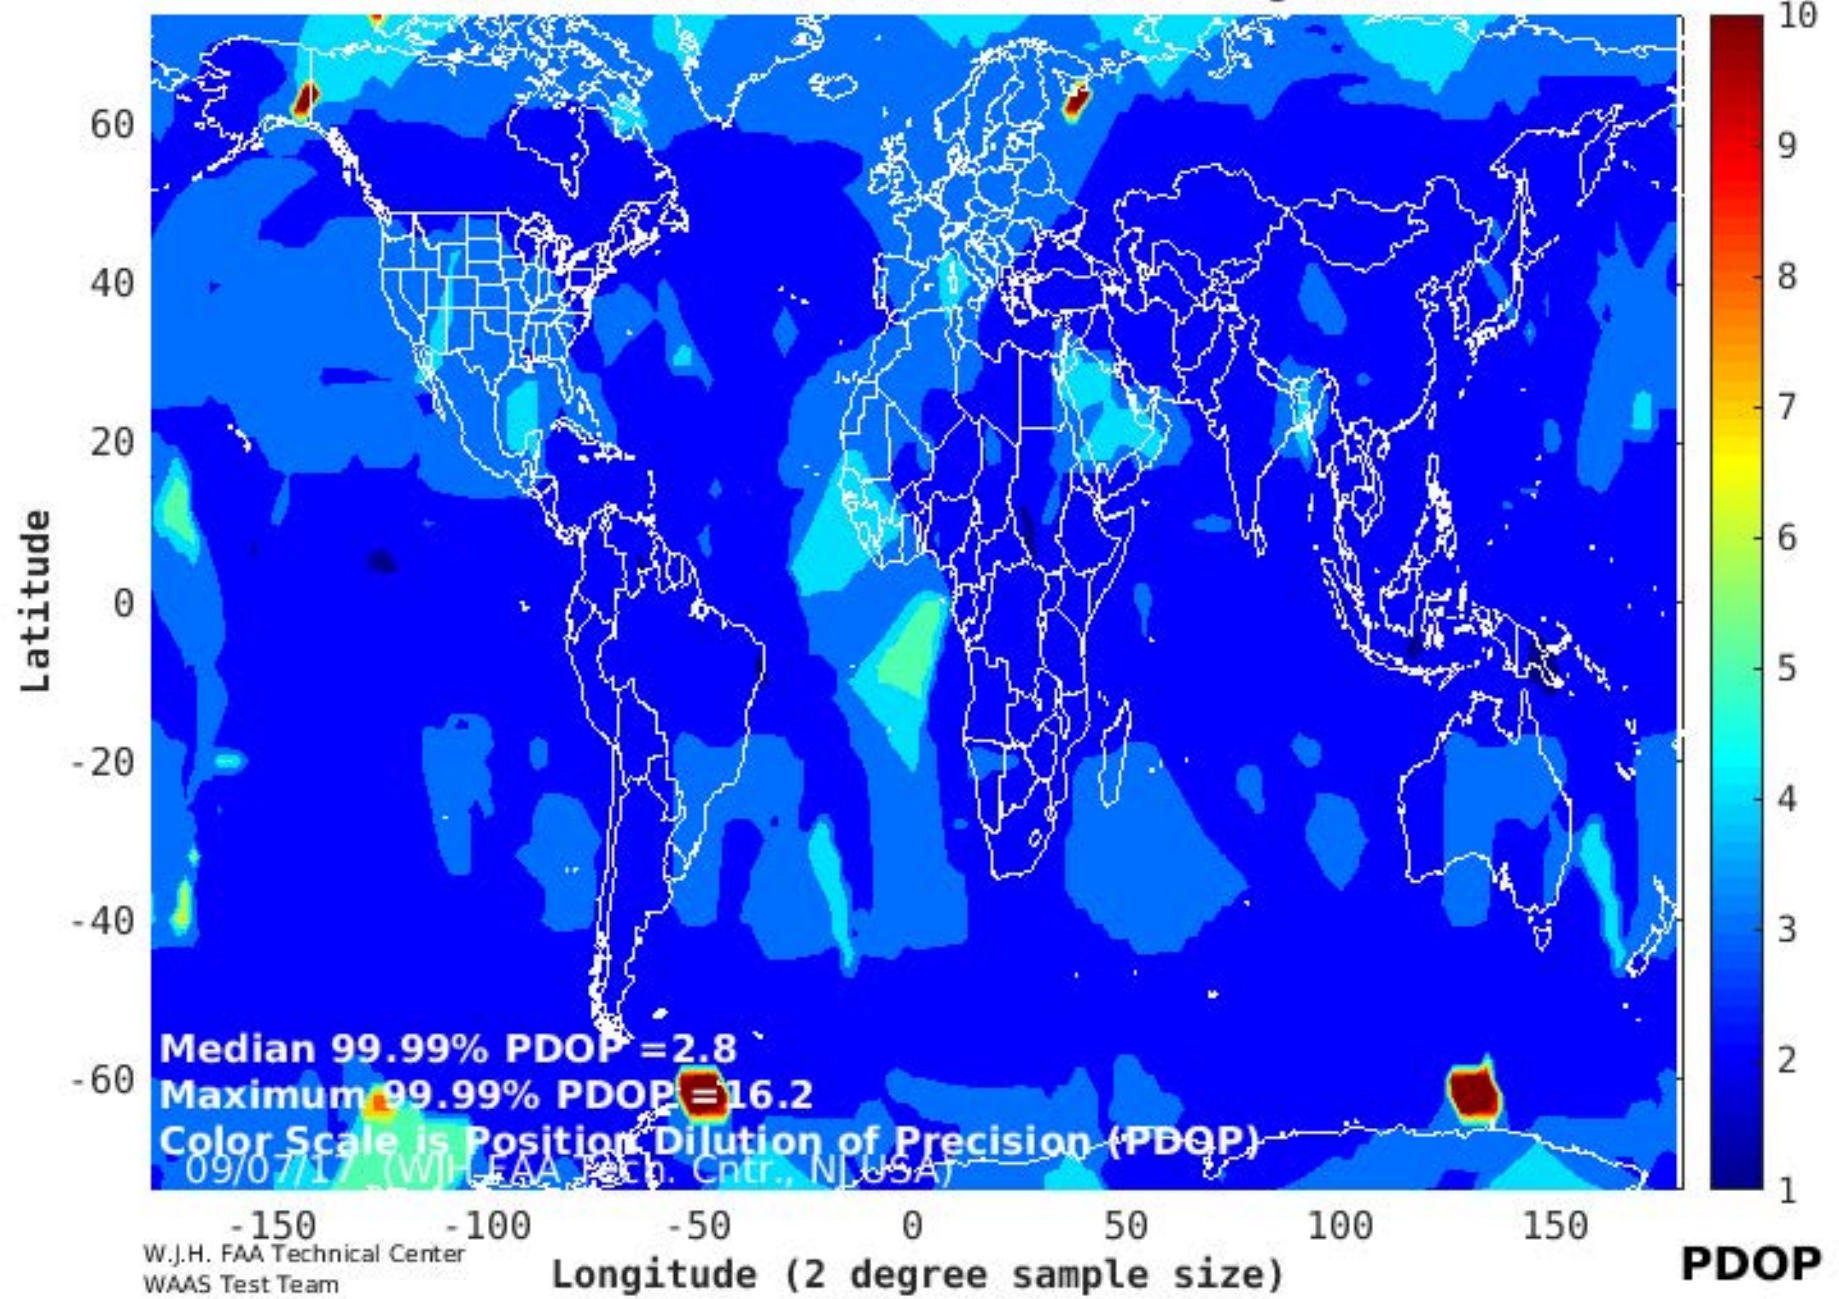 10
9
8
7
6
5
4
3
2
1
60
40
20
0
-20
-40
-60
Latitude
Median 99.99% PDOP =2.8
Maximum 99.99% PDOP =16.2
Color Scale is Position Dilution of Precision (PDOP)
09/07/17 (WJH FAA Tech. Cntr., NJ USA)
-150 -100 -50 0 50 100 150
W.J.H. FAA Technical Center
WAAS Test Team
Longitude (2 degree sample size)
PDOP